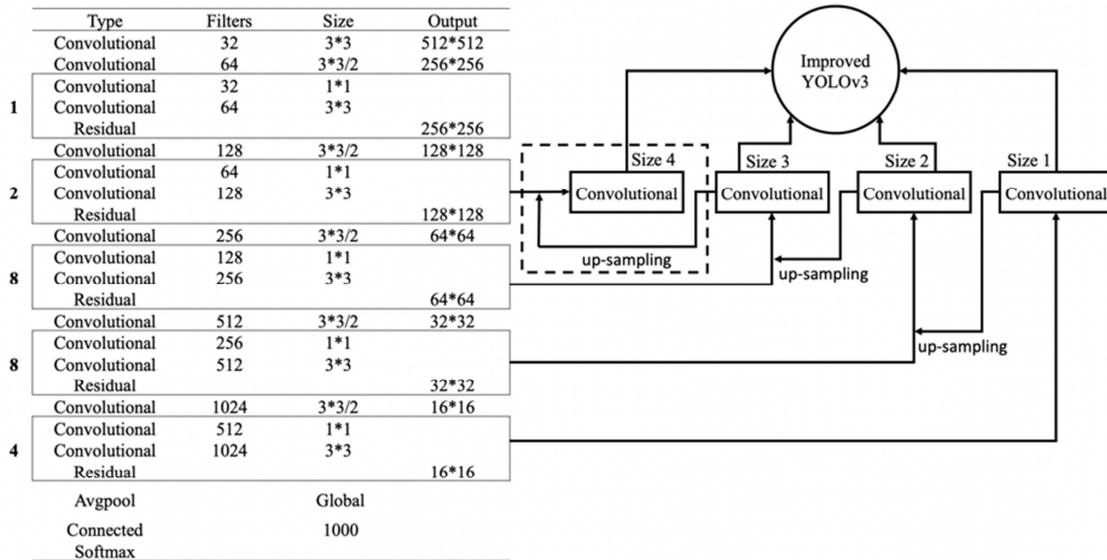 Type Filters Size Output
Convolutional 32 3*3 512*512
Convolutional 64 3*3/2 256*256
Convolutional 32 1*1
1 Convolutional 64 3*3
Residual 256*256
Convolutional 128 3*3/2 128*128
Convolutional 64 1*1
2 Convolutional 128 3*3
Residual 128*128
Convolutional 256 3*3/2 64*64
Convolutional 128 1*1
8 Convolutional 256 3*3
Residual 64*64
Convolutional 512 3*3/2 32*32
Convolutional 256 1*1
8 Convolutional 512 3*3
Residual 32*32
Convolutional 1024 3*3/2 16*16
Convolutional 512 1*1
4 Convolutional 1024 3*3
Residual 16*16
Avgpool Global
Connected 1000
Softmax
Improved
YOLOv3
Size 4 Size 3 Size 2 Size 1
Convolutional Convolutional Convolutional Convolutional
up-sampling
up-sampling
up-sampling